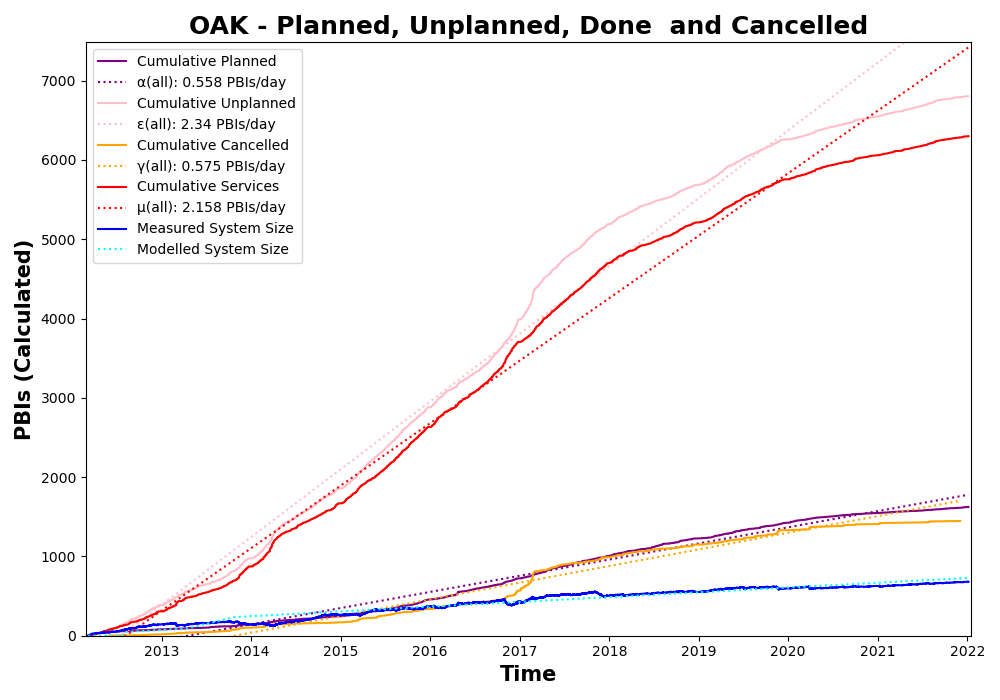 OAK - Planned, Unplanned, Done  and Cancelled
Cumulative Planned
α(all): 0.558 PBIs/day
Cumulative Unplanned
ε(all): 2.34 PBIs/day
Cumulative Cancelled
γ(all): 0.575 PBIs/day
Cumulative Services
μ(all): 2.158 PBIs/day
Measured System Size
Modelled System Size
PBIs (Calculated)
7000
6000
5000
4000
3000
2000
1000
0
2013 2014 2015 2016 2017 2018 2019 2020 2021 2022
Time